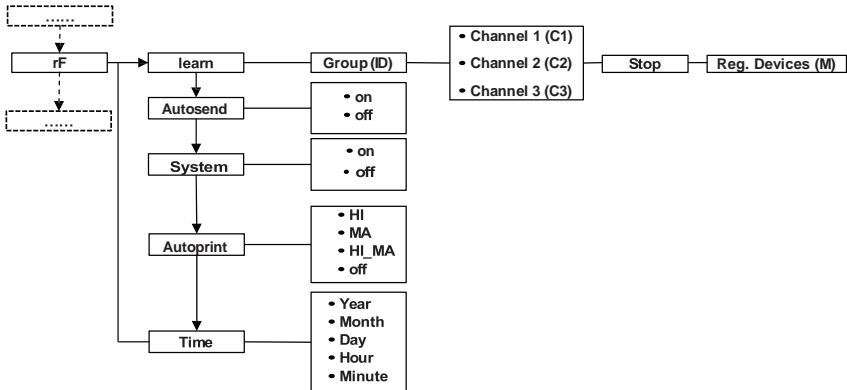 ......
rF
......
learn
Group (ID)
• Channel 1 (C1)
• Channel 2 (C2)
• Channel 3 (C3)
Stop
Reg. Devices (M)
Autosend
• on
• off
System
• on
• off
Autoprint
• HI
• MA
• HI_MA
• off
Time
• Year
• Month
• Day
• Hour
• Minute